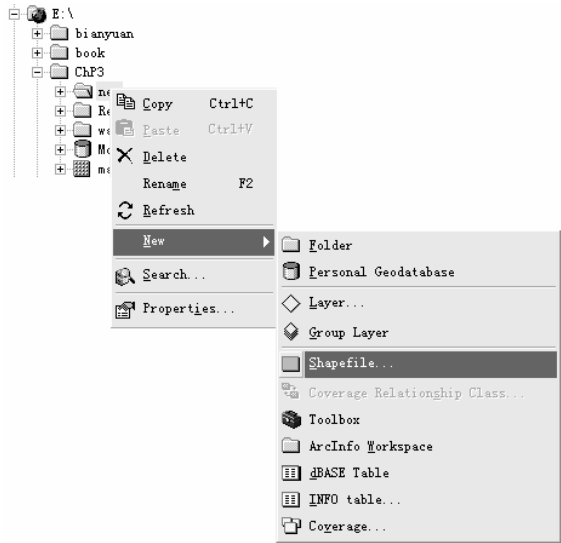 E:\
bianyuan
book
ChP3
ne
Re
wa
Mo
ma
Copy Ctrl+C
Paste Ctrl+V
Delete
Rename F2
Refresh
New
Search...
Properties...
Folder
Personal Geodatabase
Layer...
Group Layer
Shapefile...
Coverage Relationship Class...
Toolbox
ArcInfo Workspace
dBASE Table
INFO table...
Coverage...